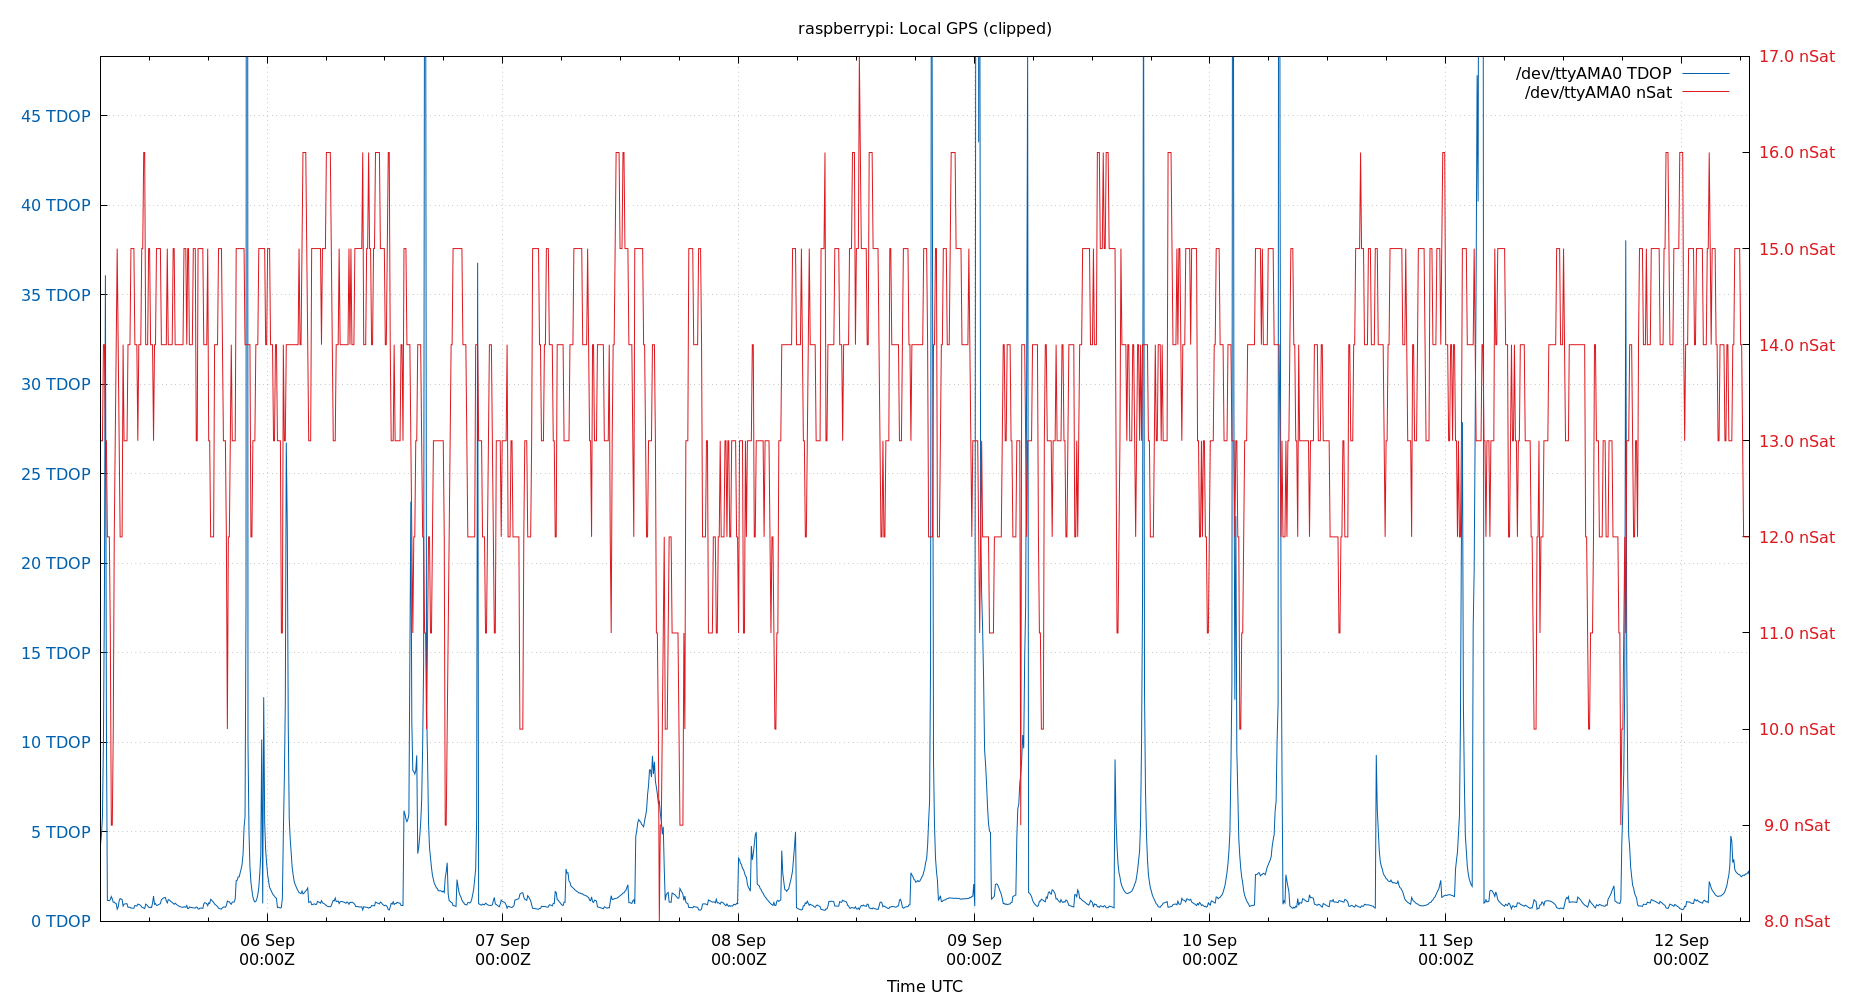 raspberrypi: Local GPS (clipped)
/dev/ttyAMA0 TDOP
/dev/ttyAMA0 nSat
45 TDOP
40 TDOP
35 TDOP
30 TDOP
25 TDOP
20 TDOP
15 TDOP
10 TDOP
5 TDOP
0 TDOP
17.0 nSat
16.0 nSat
15.0 nSat
14.0 nSat
13.0 nSat
12.0 nSat
11.0 nSat
10.0 nSat
9.0 nSat
8.0 nSat
06 Sep
00:00Z
07 Sep
00:00Z
08 Sep
00:00Z
09 Sep
00:00Z
10 Sep
00:00Z
11 Sep
00:00Z
12 Sep
00:00Z
Time UTC